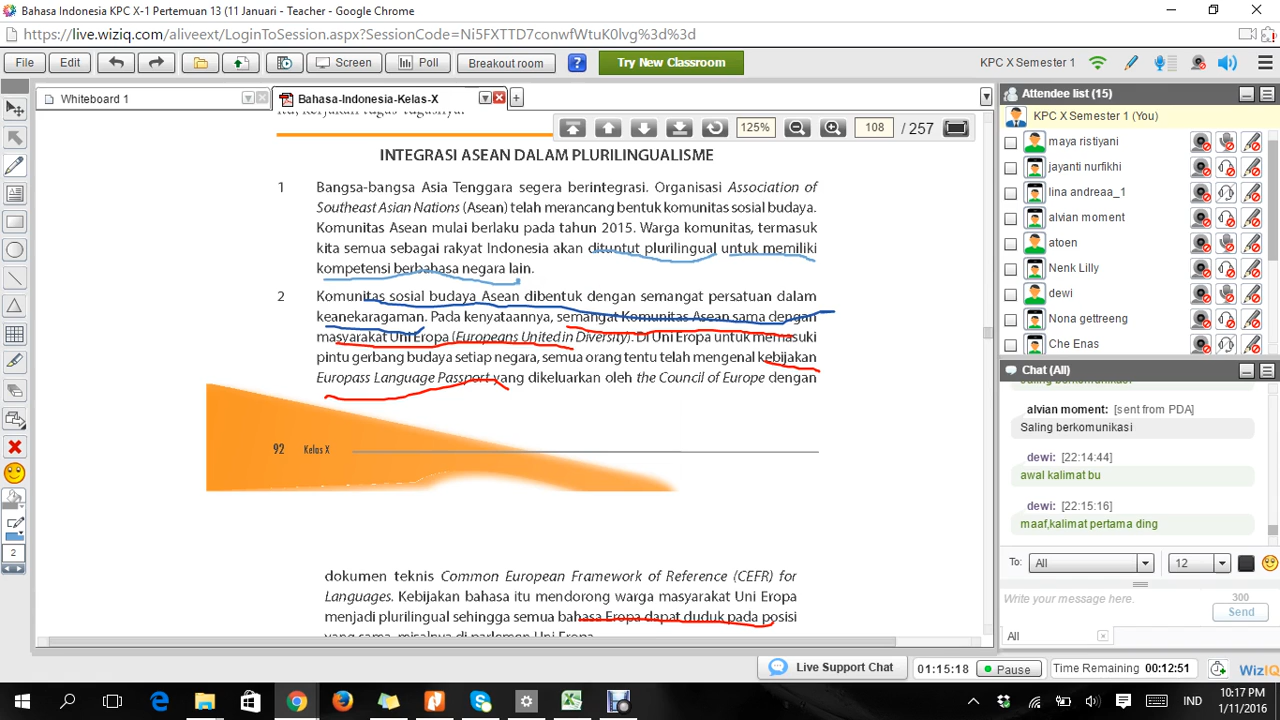 Bahasa Indonesia KPC X-1 Pertemuan 13 (11 Januari - Teacher - Google Chrome
https://live.wiziq.com/aliveext/LoginToSession.aspx?SessionCode=Ni5FXTTD7conwfWtuK0lvg%3d%3d
File Edit Screen Poll Breakout room ? Try New Classroom KPC X Semester 1
Whiteboard 1 Bahasa-Indonesia-Kelas-X +
125% 108 / 257
INTEGRASI ASEAN DALAM PLURILINGUALISME
1 Bangsa-bangsa Asia Tenggara segera berintegrasi. Organisasi Association of
Southeast Asian Nations (Asean) telah merancang bentuk komunitas sosial budaya.
Komunitas Asean mulai berlaku pada tahun 2015. Warga komunitas, termasuk
kita semua sebagai rakyat Indonesia akan dituntut plurilingual untuk memiliki
kompetensi berbahasa negara lain.
2 Komunitas sosial budaya Asean dibentuk dengan semangat persatuan dalam
keanekaragaman. Pada kenyataannya, semangat Komunitas Asean sama dengan
masyarakat Uni Eropa (Europeans United in Diversity). Di Uni Eropa untuk memasuki
pintu gerbang budaya setiap negara, semua orang tentu telah mengenal kebijakan
Europass Language Passport yang dikeluarkan oleh the Council of Europe dengan
92 Kelas X
dokumen teknis Common European Framework of Reference (CEFR) for
Languages. Kebijakan bahasa itu mendorong warga masyarakat Uni Eropa
menjadi plurilingual sehingga semua bahasa Eropa dapat duduk pada posisi
yang sama, misalnya di parlemen Uni Eropa.
2
Attendee list (15)
KPC X Semester 1 (You)
maya ristiyani
jayanti nurfikhi
lina andreaa_1
alvian moment
atoen
Nenk Lilly
dewi
Nona gettreeng
Che Enas
Chat (All)
alvian moment: [sent from PDA]
Saling berkomunikasi
dewi: [22:14:44]
awal kalimat bu
dewi: [22:15:16]
maaf,kalimat pertama ding
To: All 12
Write your message here. 300
Send
All
Live Support Chat 01:15:18 Pause Time Remaining 00:12:51 WizIQ
IND 10:17 PM
1/11/2016